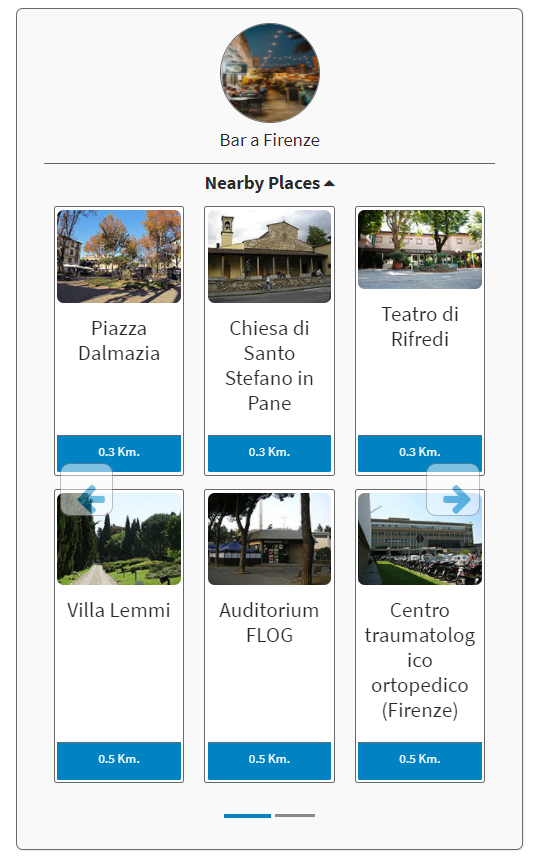 Bar a Firenze
Nearby Places
Piazza
Dalmazia
Chiesa di
Santo
Stefano in
Pane
Teatro di
Rifredi
0.3 Km.
0.3 Km.
0.3 Km.
Villa Lemmi
Auditorium
FLOG
Centro
traumatolog
ico
ortopedico
(Firenze)
0.5 Km.
0.5 Km.
0.5 Km.